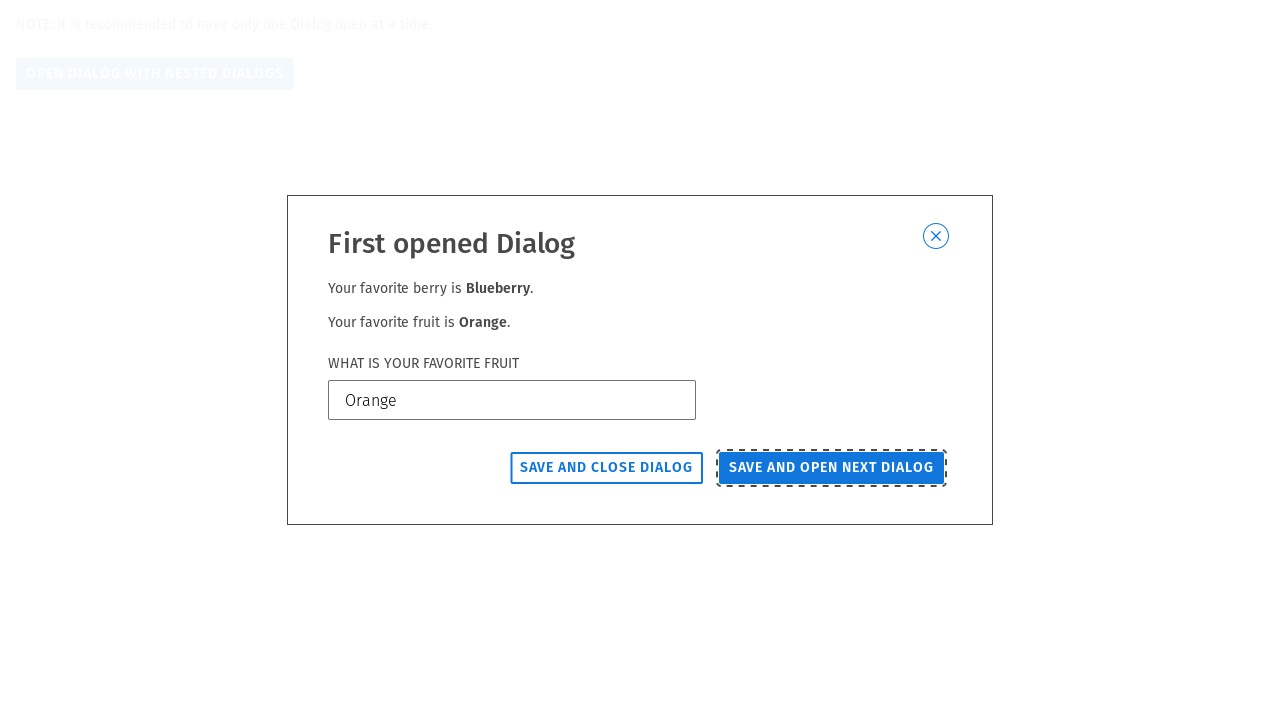 NOTE: It is recommended to have only one Dialog open at a time.
OPEN DIALOG WITH NESTED DIALOGS
First opened Dialog
Your favorite berry is Blueberry.
Your favorite fruit is Orange.
WHAT IS YOUR FAVORITE FRUIT
Orange
SAVE AND CLOSE DIALOG
SAVE AND OPEN NEXT DIALOG